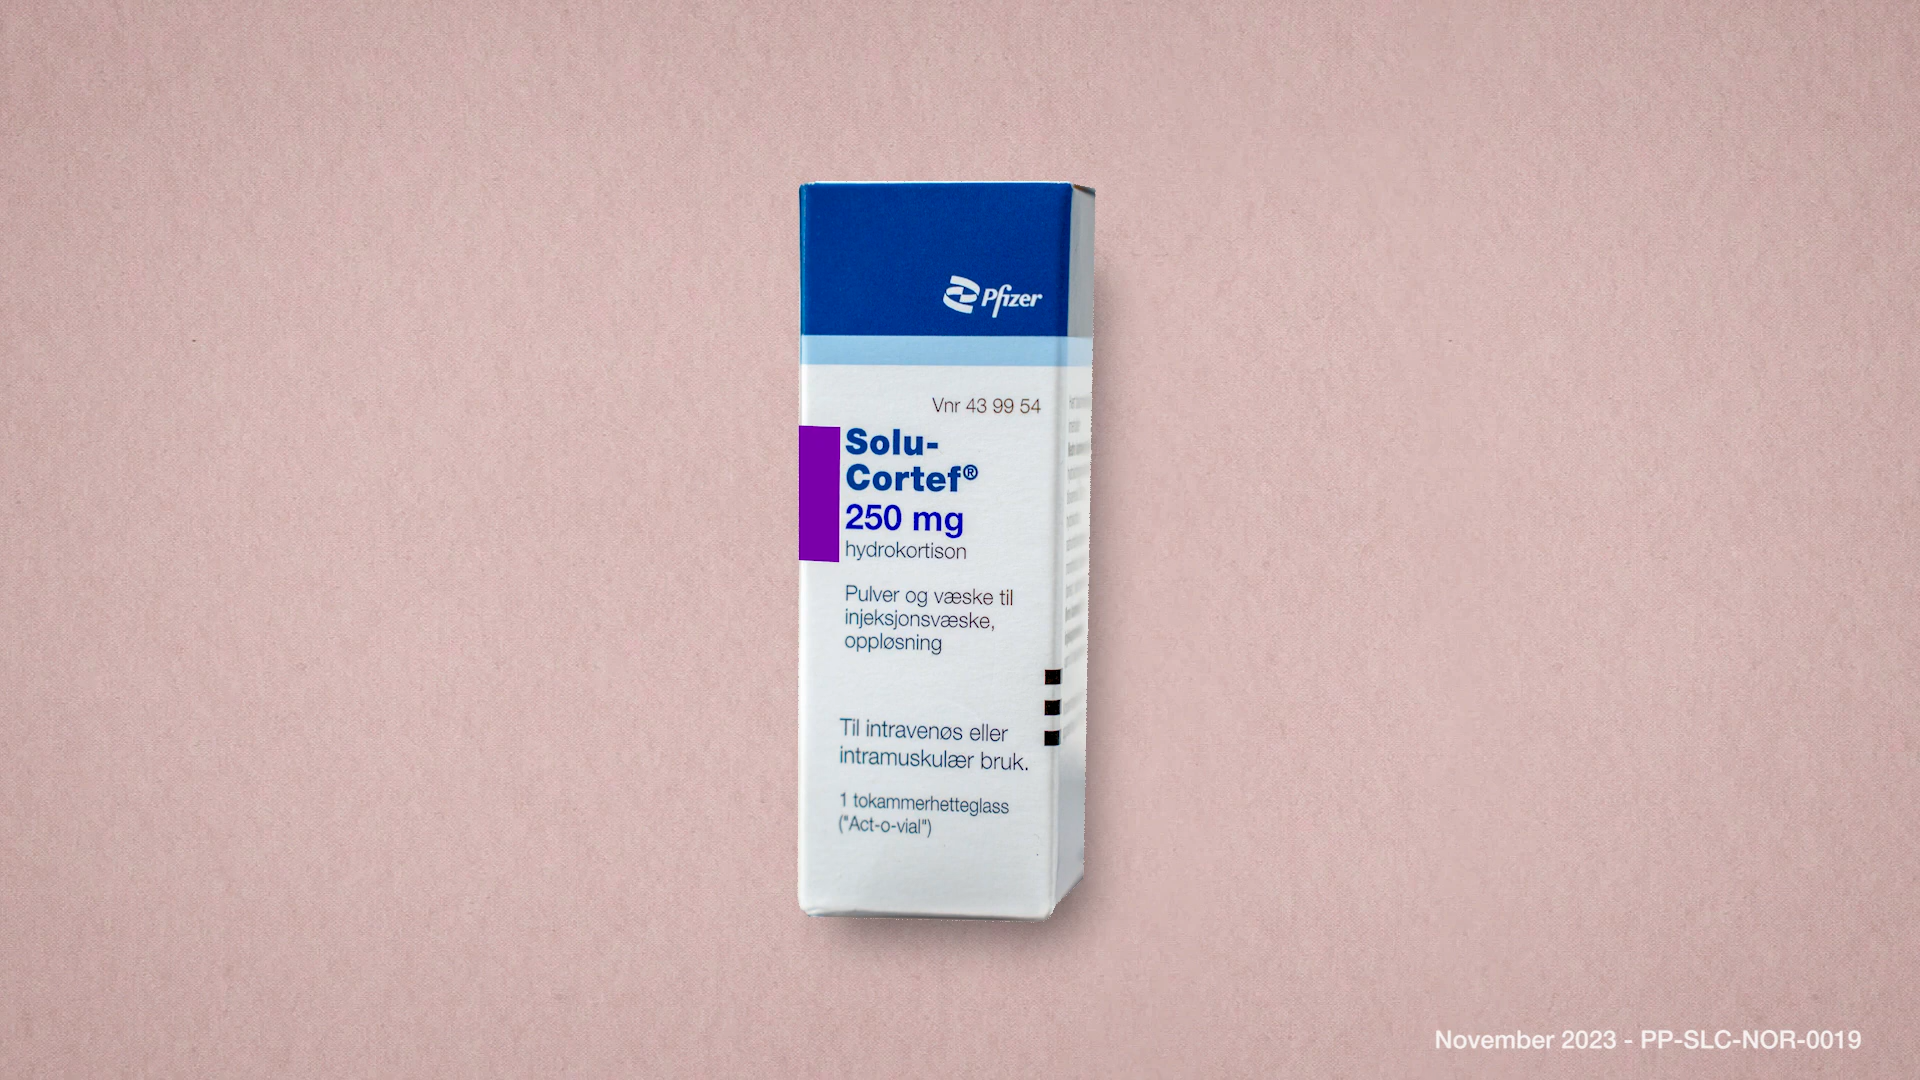 Pfizer
Vnr 43 99 54
Solu-
Cortef®
250 mg
hydrokortison
Pulver og væske til
injeksjonsvæske,
oppløsning
Til intravenøs eller
intramuskulær bruk.
1 tokammerhetteglass
("Act-o-vial")
November 2023 - PP-SLC-NOR-0019